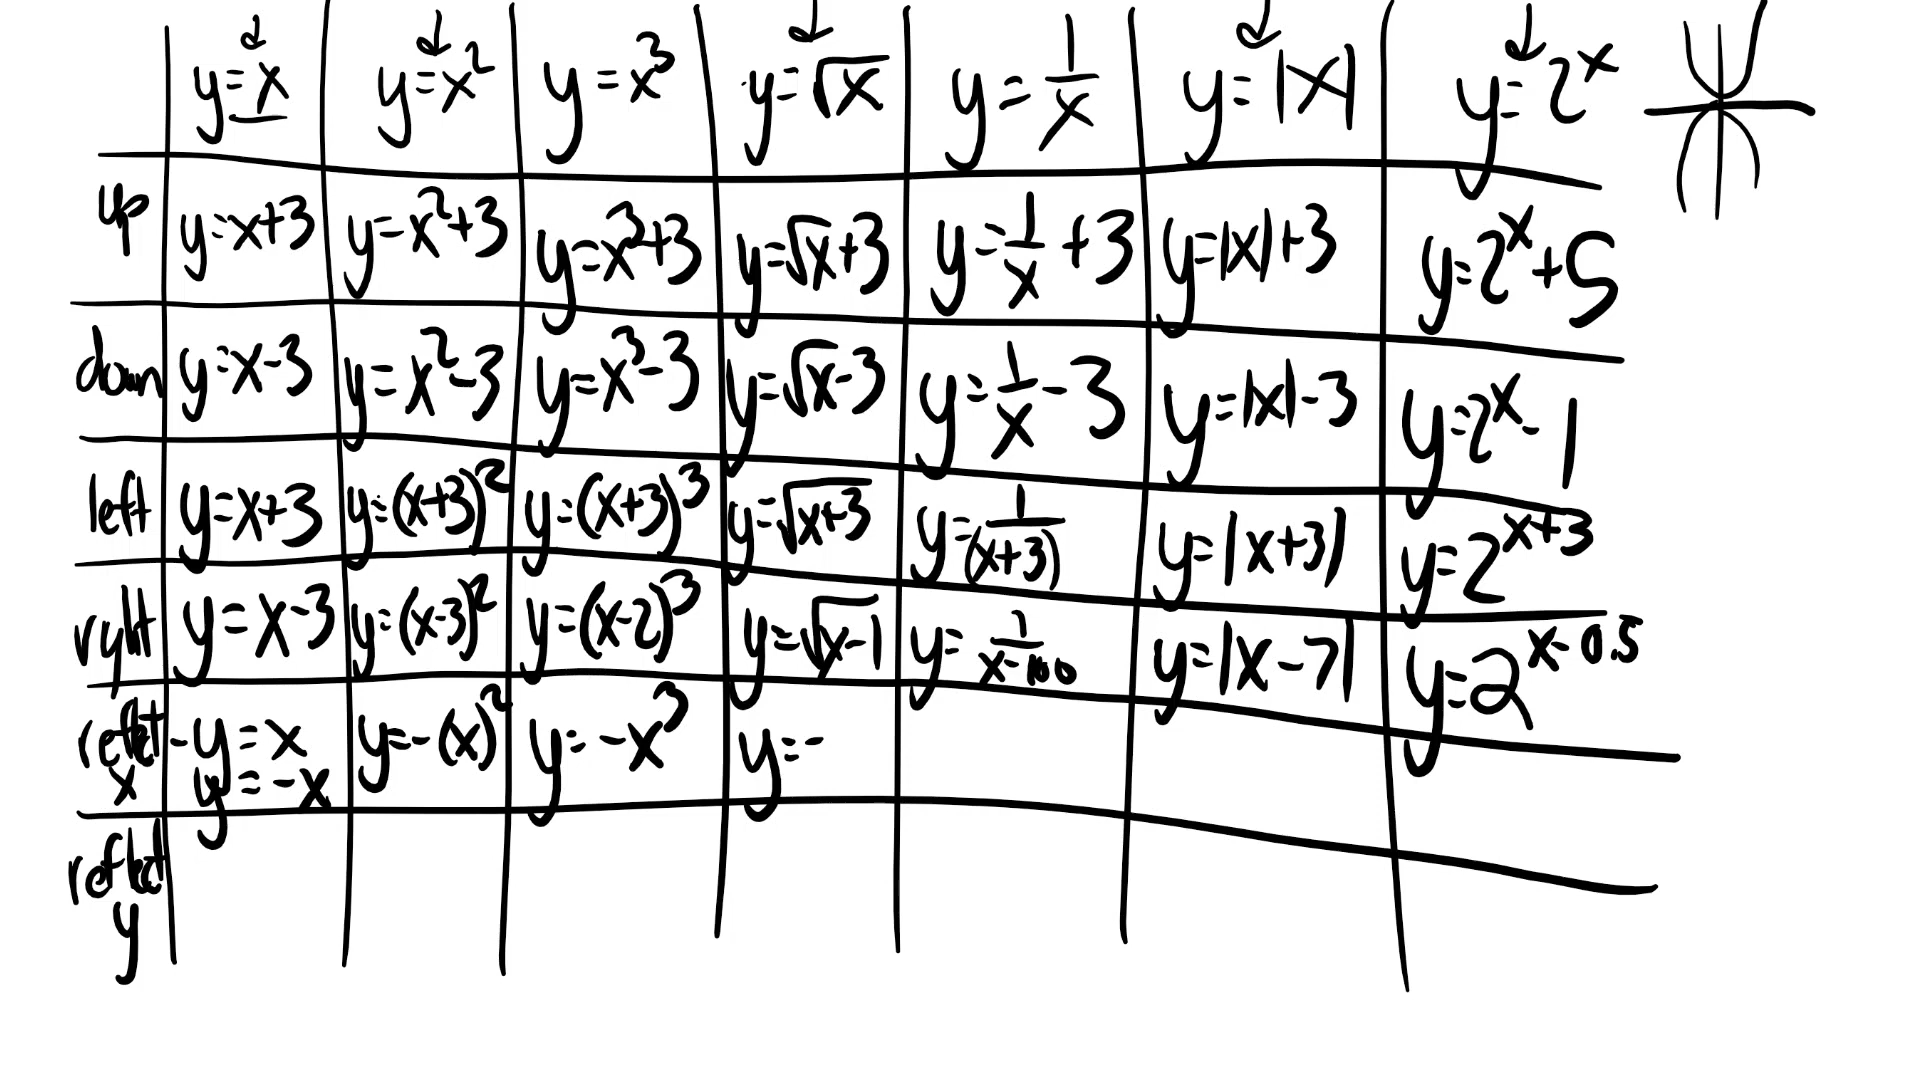 y=x y=x² y=x³ y=√x y=1/x y=|x| y=2^x
up y=x+3 y=x²+3 y=x³+3 y=√x+3 y=1/x+3 y=|x|+3 y=2^x+5
down y=x-3 y=x²-3 y=x³-3 y=√x-3 y=1/x-3 y=|x|-3 y=2^x-1
left y=x+3 y=(x+3)² y=(x+3)³ y=√(x+3) y=1/(x+3) y=|x+3| y=2^(x+3)
right y=x-3 y=(x-3)² y=(x-2)³ y=√(x-1) y=1/(x-100) y=|x-7| y=2^(x-0.5)
reflect -y=x y=-(x)² y=-x³ y=-
x y=-x
reflect
y